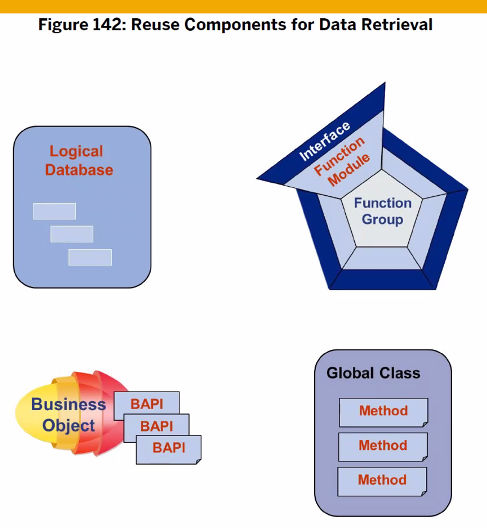 Figure 142: Reuse Components for Data Retrieval
Logical
Database
Interface
Function
Module
Function
Group
Business
Object
BAPI
BAPI
BAPI
Global Class
Method
Method
Method